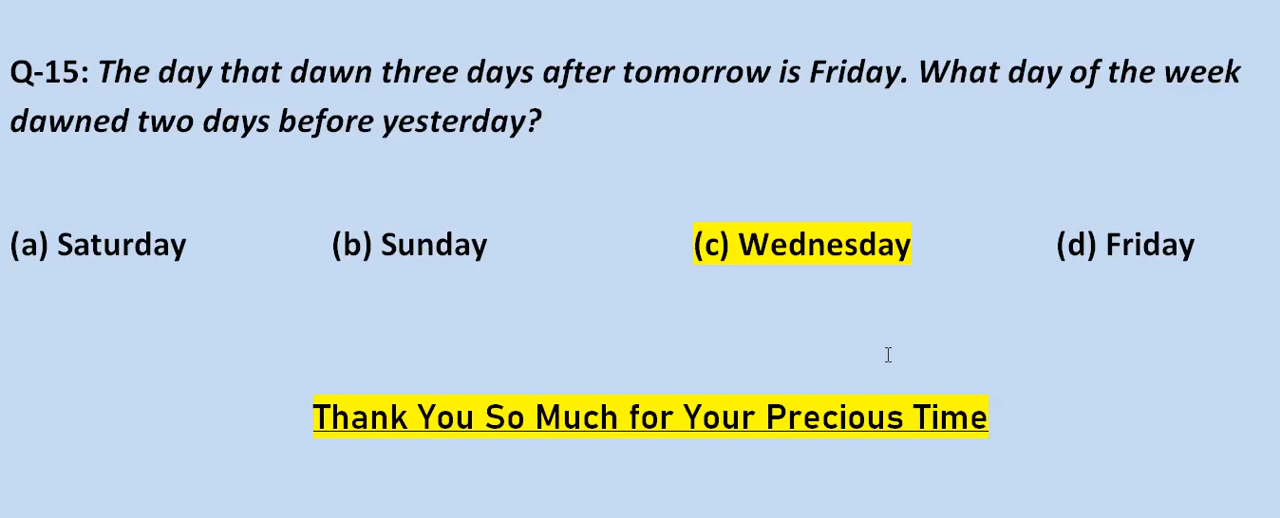 Q-15: The day that dawn three days after tomorrow is Friday. What day of the week
dawned two days before yesterday?
(a) Saturday (b) Sunday (c) Wednesday (d) Friday
Thank You So Much for Your Precious Time